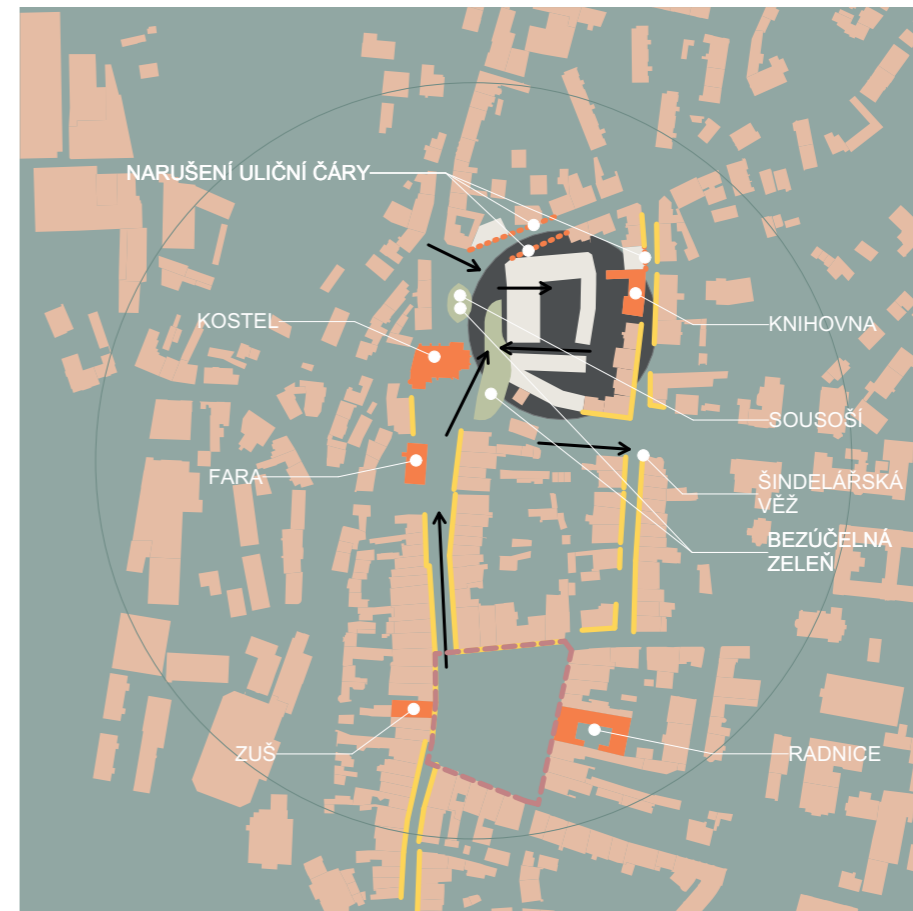 NARUŠENÍ ULIČNÍ ČÁRY
KOSTEL
KNIHOVNA
SOUSOŠÍ
FARA
ŠINDELÁŘSKÁ
VĚŽ
BEZÚČELNÁ
ZELEŇ
ZUŠ
RADNICE